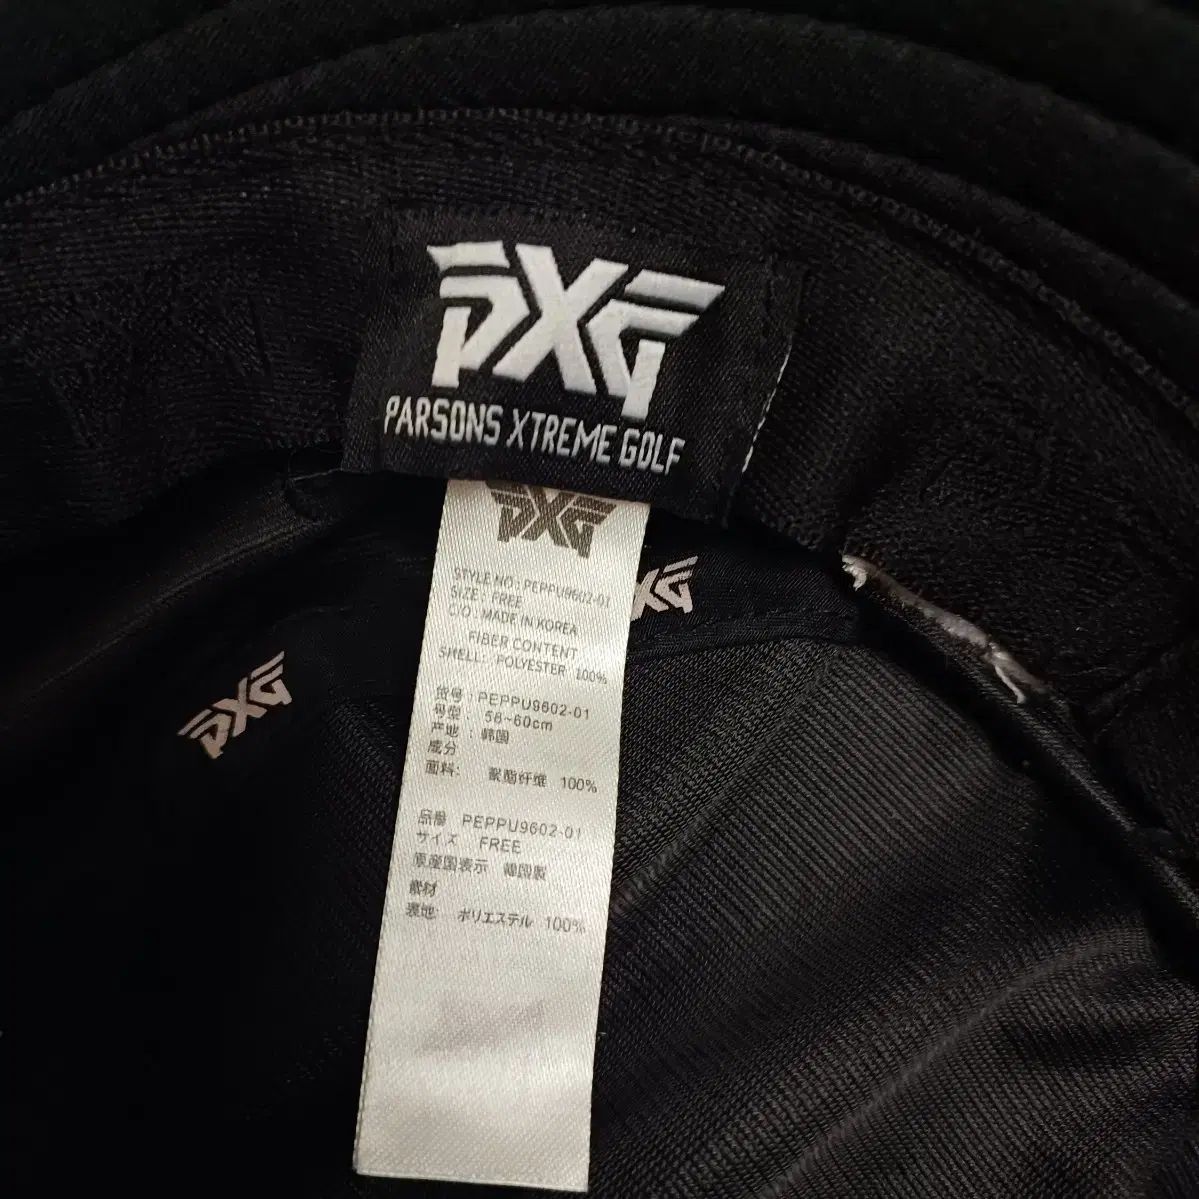 PXG
PARSONS XTREME GOLF
PXG
STYLE NO : PEPPU9602-01
SIZE : FREE
C/O : MADE IN KOREA
FIBER CONTENT
SHELL: POLYESTER 100%
货号 : PEPPU9602-01
号型 : 56~60cm
产地 : 韩国
成分
面料: 聚酯纤维 100%
品番 PEPPU9602-01
サイズ FREE
原産国表示 韓国製
素材
裏地: ポリエステル 100%
PXG
XG